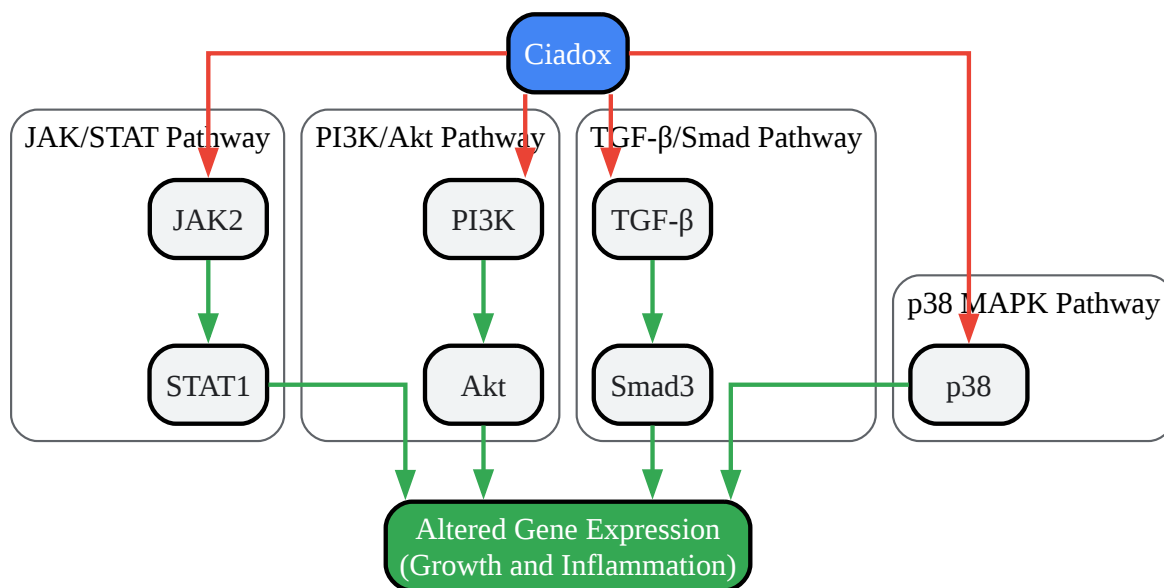 Ciadox
JAK/STAT Pathway
PI3K/Akt Pathway
TGF-β/Smad Pathway
JAK2
PI3K
TGF-β
p38 MAPK Pathway
STAT1
Akt
Smad3
p38
Altered Gene Expression
(Growth and Inflammation)